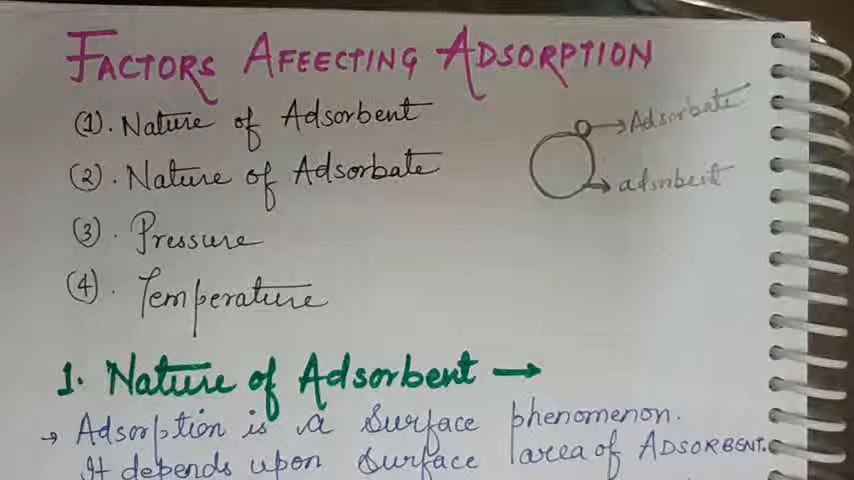 FACTORS AFEECTING ADSORPTION
(1). Nature of Adsorbent
(2). Nature of Adsorbate
(3). Pressure
(4). Temperature
Adsorbate
adsorbent
1. Nature of Adsorbent →
→ Adsorption is a surface phenomenon.
It depends upon surface area of ADSORBENT.